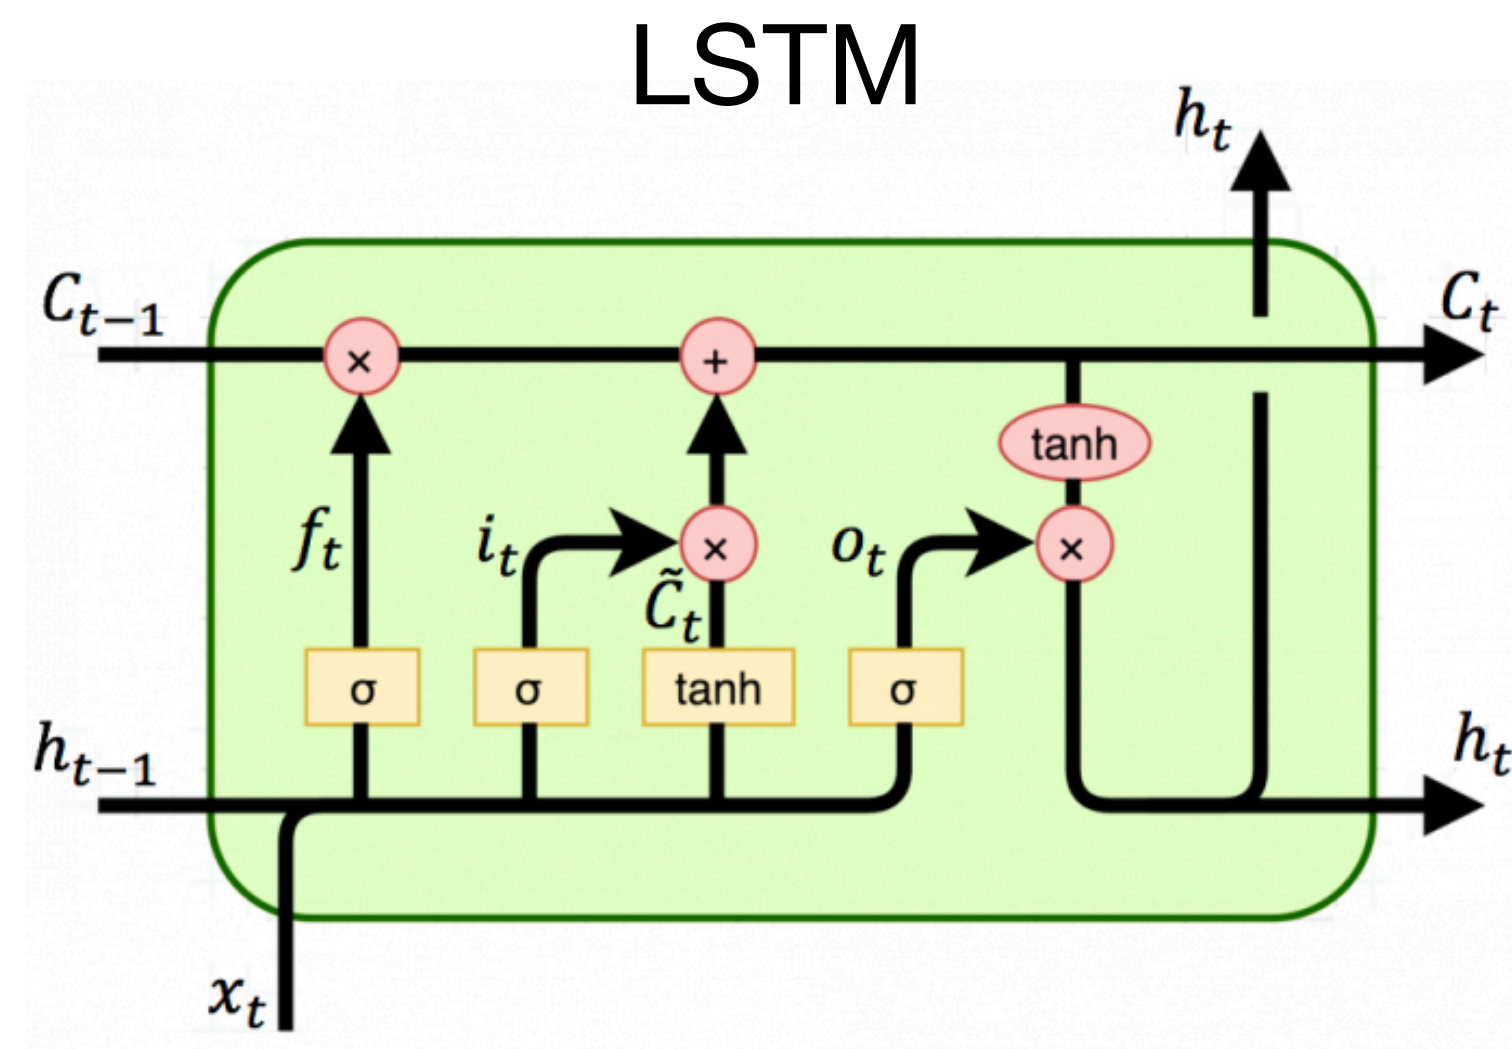 LSTM
h_t
C_{t-1}
C_t
×
+
tanh
f_t
i_t
×
o_t
×
C̃_t
σ
σ
tanh
σ
h_{t-1}
h_t
x_t